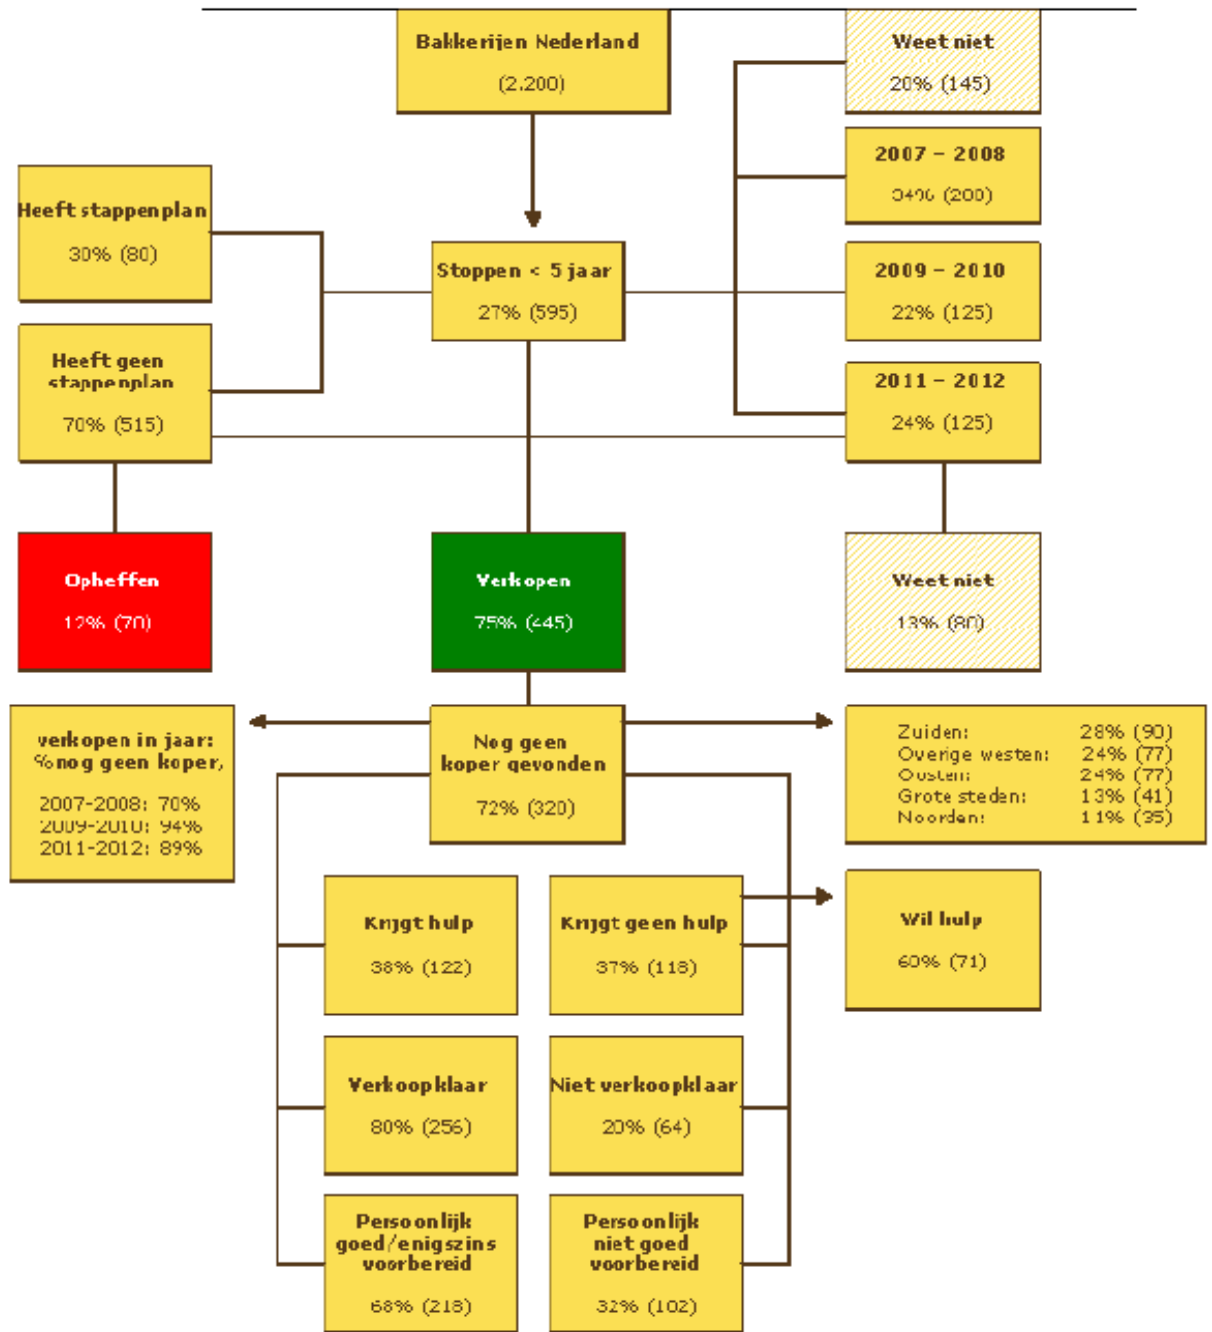 Bakkerijen Nederland
(2.200)
Weet niet
20% (145)
2007 – 2008
34% (200)
Heeft stappenplan
30% (80)
Stoppen < 5 jaar
27% (595)
2009 – 2010
22% (125)
Heeft geen
stappenplan
70% (515)
2011 – 2012
24% (125)
Opheffen
12% (70)
Verkopen
75% (445)
Weet niet
13% (80)
verkopen in jaar:
% nog geen koper,
2007-2008: 70%
2009-2010: 94%
2011-2012: 89%
Nog geen
koper gevonden
72% (320)
Zuiden: 28% (90)
Overige westen: 24% (77)
Oosten: 24% (77)
Grote steden: 13% (41)
Noorden: 11% (35)
Krijgt hulp
38% (122)
Krijgt geen hulp
37% (118)
Wil hulp
60% (71)
Verkoopklaar
80% (256)
Niet verkoopklaar
20% (64)
Persoonlijk
goed/enigszins
voorbereid
68% (218)
Persoonlijk
niet goed
voorbereid
32% (102)